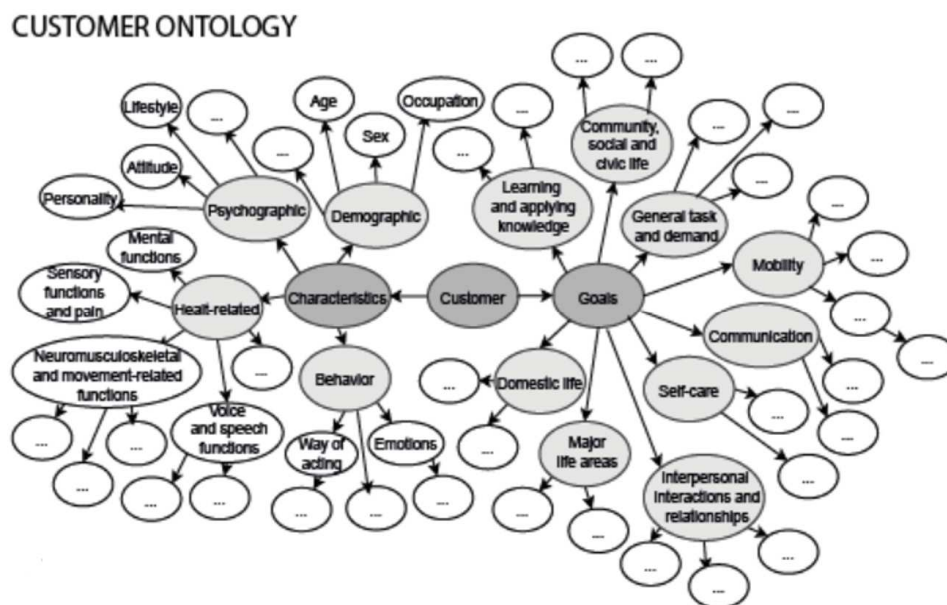 CUSTOMER ONTOLOGY
...
...
Lifestyle
...
Age
Occupation
...
Community,
social and
civic life
...
...
...
Sex
...
Attitude
Learning
and applying
knowledge
General task
and demand
...
Personality
Psychographic
Demographic
...
Mental
functions
Mobility
...
Sensory
functions
and pain
Healt-related
Characteristics
Customer
Goals
...
...
Communication
Neuromusculoskeletal
and movement-related
functions
...
Behavior
...
Domestic life
Self-care
...
...
...
...
Voice
and speech
functions
Way of
acting
Emotions
...
Major
life areas
...
...
...
...
...
...
...
...
...
...
Interpersonal
interactions and
relationships
...
...
...
...
...